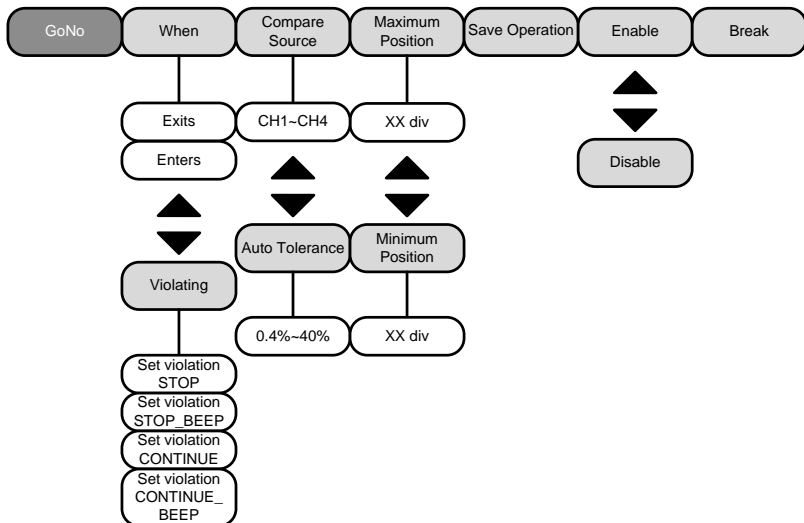 GoNo
When
Compare
Source
Maximum
Position
Save Operation
Enable
Break
Exits
Enters
CH1~CH4
XX div
Disable
Violating
Auto Tolerance
Minimum
Position
0.4%~40%
XX div
Set violation
STOP
Set violation
STOP_BEEP
Set violation
CONTINUE
Set violation
CONTINUE_
BEEP